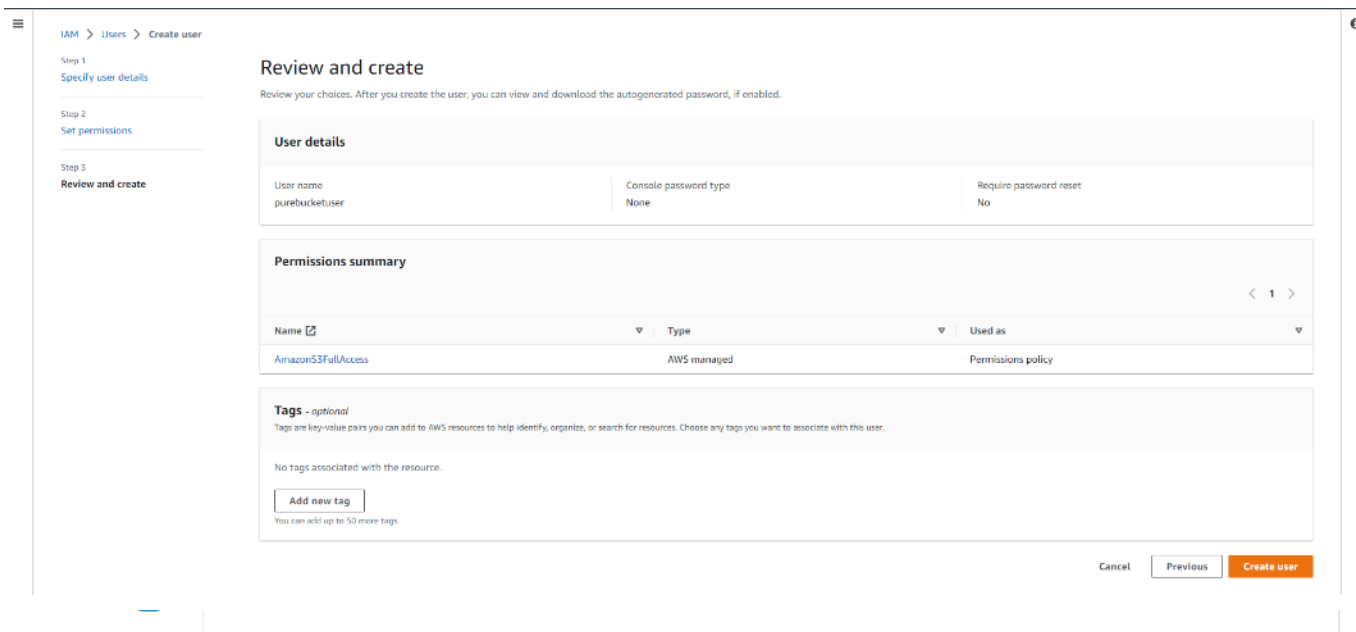 IAM > Users > Create user
Step 1
Specify user details
Step 2
Set permissions
Step 3
Review and create
Review and create
Review your choices. After you create the user, you can view and download the autogenerated password, if enabled.
User details
User name
Console password type
Require password reset
purebucketuser
None
No
Permissions summary
< 1 >
Name
Type
Used as
AmazonS3FullAccess
AWS managed
Permissions policy
Tags - optional
Tags are key-value pairs you can add to AWS resources to help identify, organize, or search for resources. Choose any tags you want to associate with this user.
No tags associated with the resource.
Add new tag
You can add up to 50 more tags.
Cancel
Previous
Create user